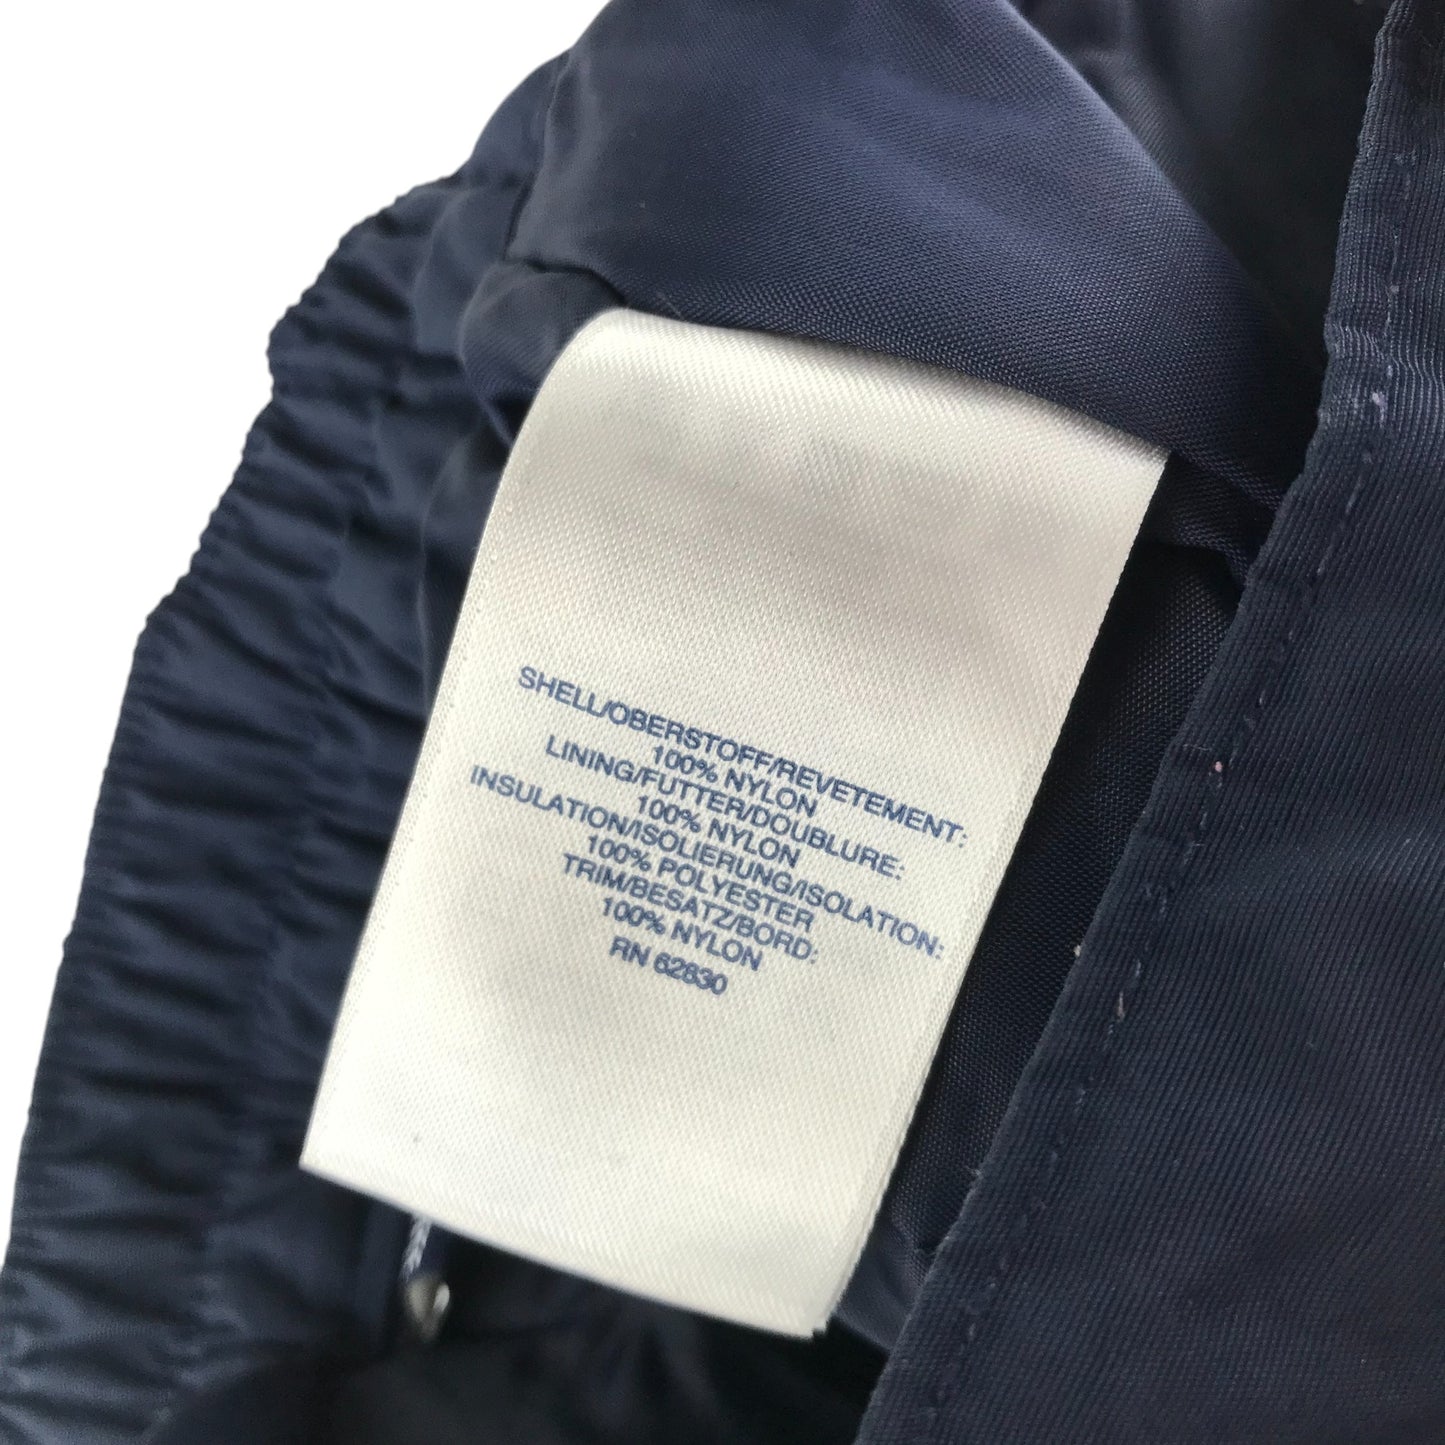 SHELL/OBERSTOFF/REVETEMENT:
100% NYLON
LINING/FUTTER/DOUBLURE:
100% NYLON
INSULATION/ISOLIERUNG/ISOLATION:
100% POLYESTER
TRIM/BESATZ/BORD:
100% NYLON
RN 62830